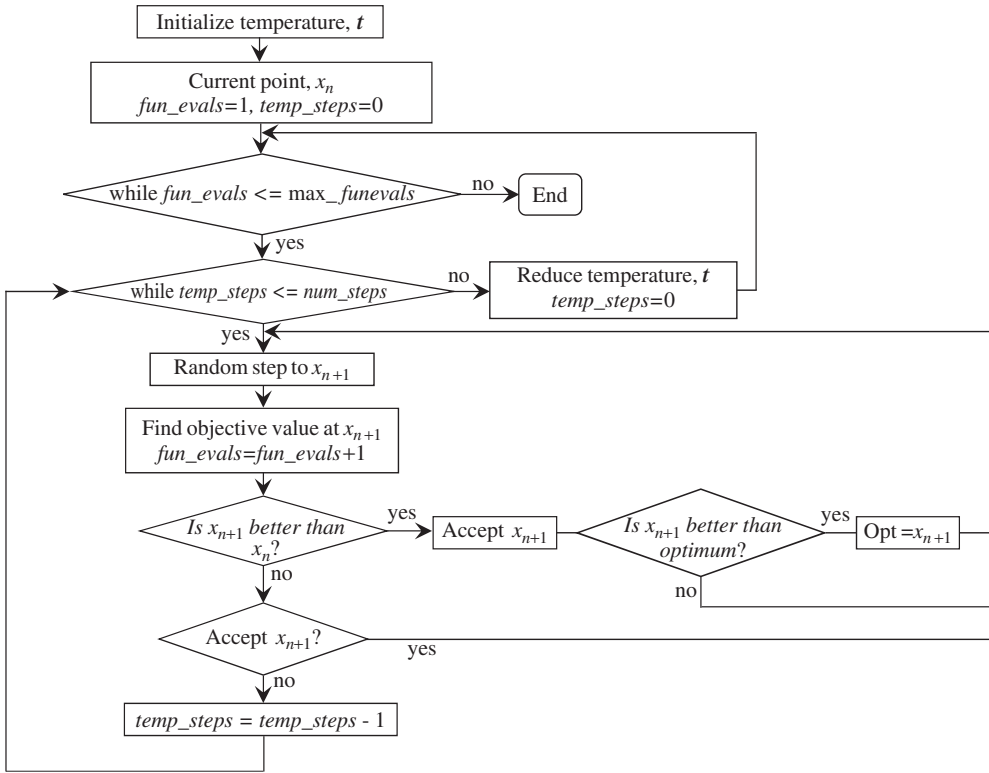 Initialize temperature, t
Current point, xₙ
fun_evals=1, temp_steps=0
while fun_evals <= max_funevals
no
End
yes
while temp_steps <= num_steps
no
Reduce temperature, t
temp_steps=0
yes
Random step to xₙ₊₁
Find objective value at xₙ₊₁
fun_evals=fun_evals+1
Is xₙ₊₁ better than
xₙ?
yes
Accept xₙ₊₁
Is xₙ₊₁ better than
optimum?
yes
Opt =xₙ₊₁
no
no
Accept xₙ₊₁?
yes
no
temp_steps = temp_steps - 1